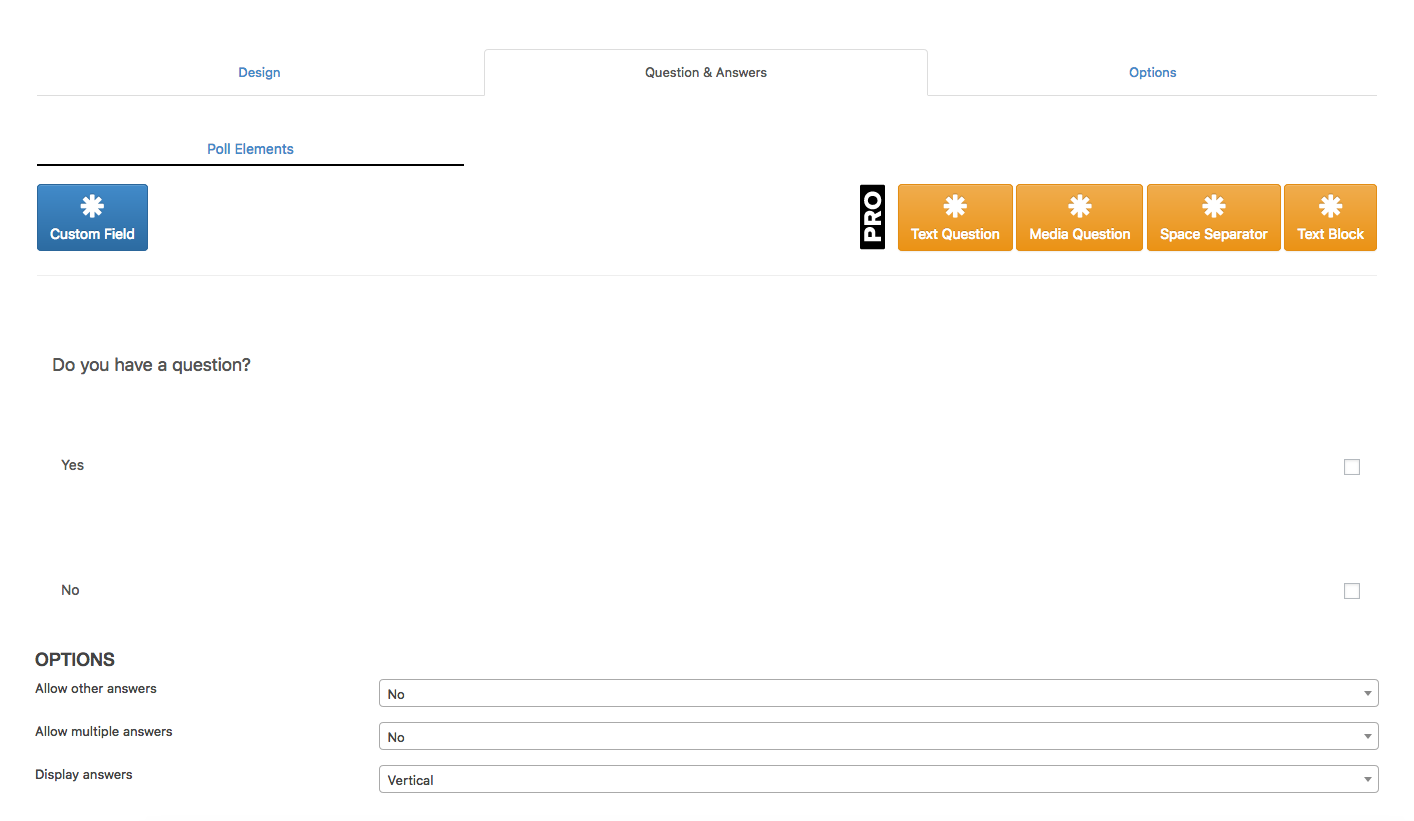 Design
Question & Answers
Options
Poll Elements
Custom Field
PRO
Text Question
Media Question
Space Separator
Text Block
Do you have a question?
Yes
No
OPTIONS
Allow other answers
No
Allow multiple answers
No
Display answers
Vertical